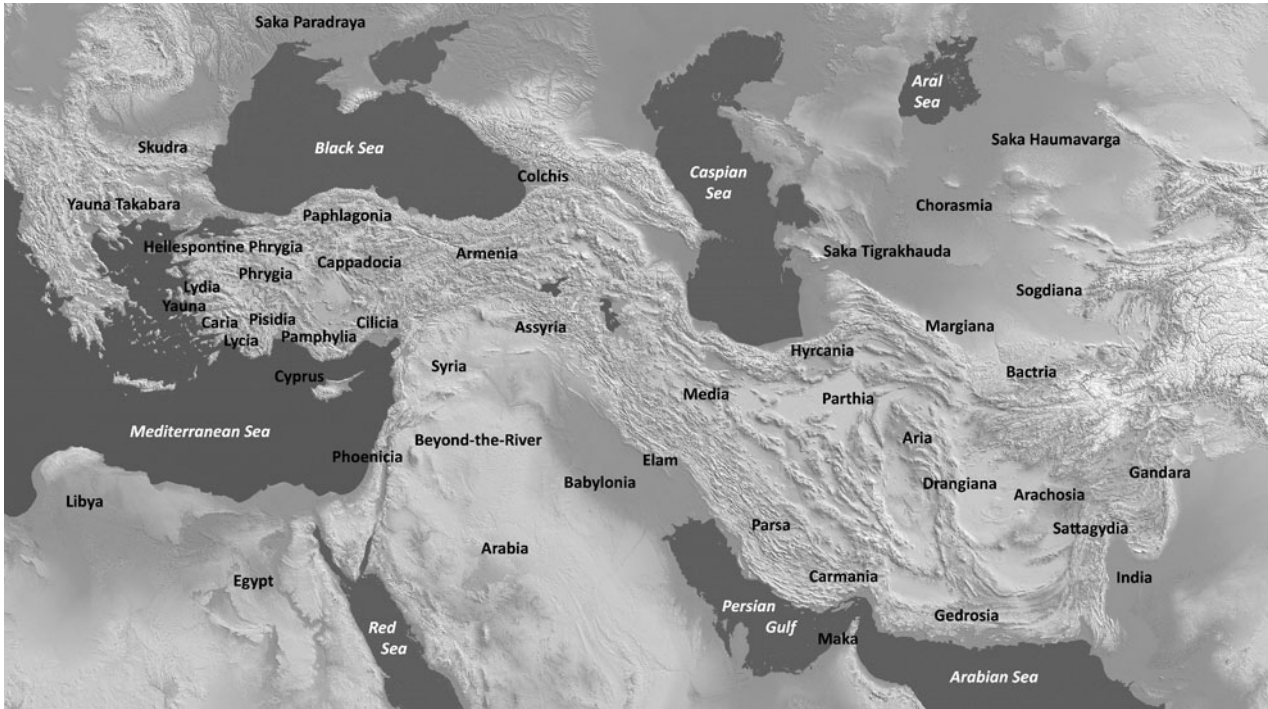 Saka Paradraya
Aral
Sea
Skudra
Black Sea
Saka Haumavarga
Colchis
Caspian
Sea
Yauna Takabara
Paphlagonia
Chorasmia
Hellespontine Phrygia
Cappadocia
Armenia
Saka Tigrakhauda
Phrygia
Lydia
Sogdiana
Yauna
Caria
Pisidia
Cilicia
Assyria
Margiana
Lycia
Pamphylia
Hyrcania
Syria
Cyprus
Bactria
Media
Parthia
Mediterranean Sea
Beyond-the-River
Aria
Phoenicia
Elam
Gandara
Babylonia
Drangiana
Arachosia
Libya
Parsa
Sattagydia
Arabia
Egypt
Carmania
India
Persian
Gulf
Gedrosia
Red
Sea
Maka
Arabian Sea